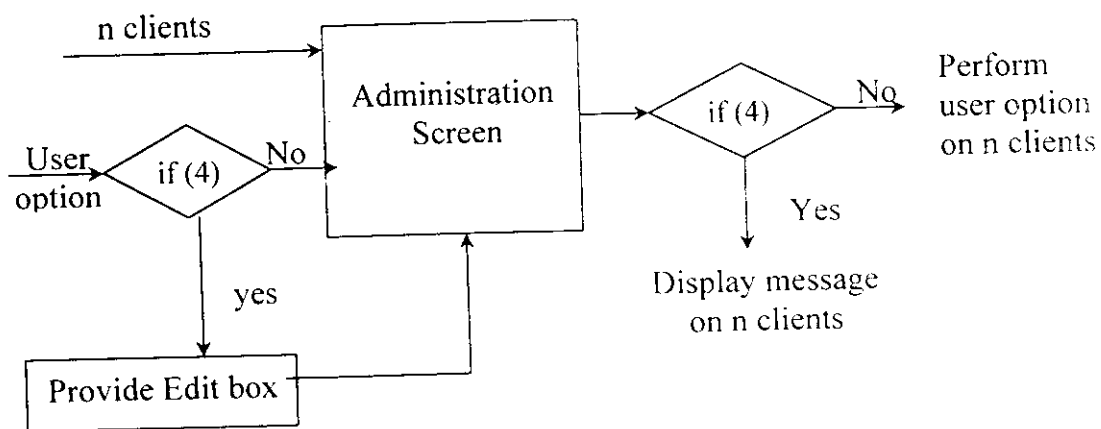 n clients
Administration
Screen
if (4)
No
Perform
user option
on n clients
User
option
if (4)
No
Yes
yes
Display message
on n clients
Provide Edit box